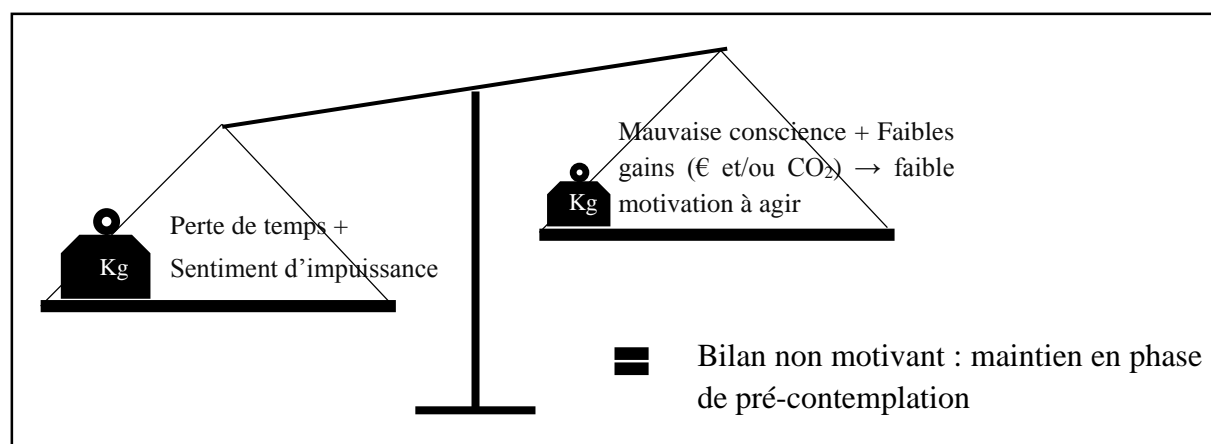 Mauvaise conscience + Faibles
gains (€ et/ou CO₂) → faible
motivation à agir
Kg
Perte de temps +
Sentiment d’impuissance
Kg
Bilan non motivant : maintien en phase
de pré-contemplation